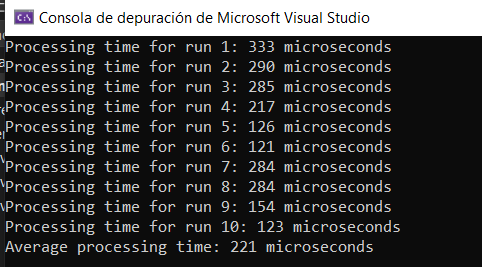 Consola de depuración de Microsoft Visual Studio
Processing time for run 1: 333 microseconds
Processing time for run 2: 290 microseconds
Processing time for run 3: 285 microseconds
Processing time for run 4: 217 microseconds
Processing time for run 5: 126 microseconds
Processing time for run 6: 121 microseconds
Processing time for run 7: 284 microseconds
Processing time for run 8: 284 microseconds
Processing time for run 9: 154 microseconds
Processing time for run 10: 123 microseconds
Average processing time: 221 microseconds